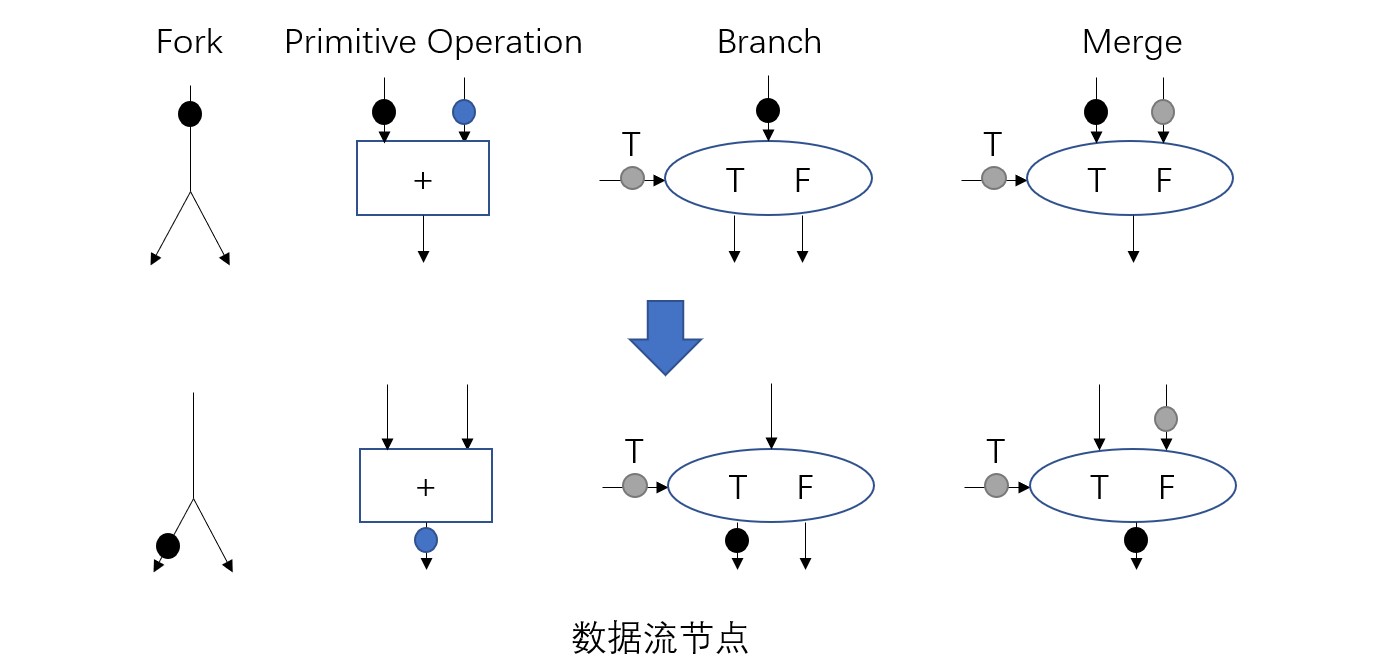 Fork Primitive Operation Branch Merge
T T
+ T F T F
T T
+ T F T F
数据流节点